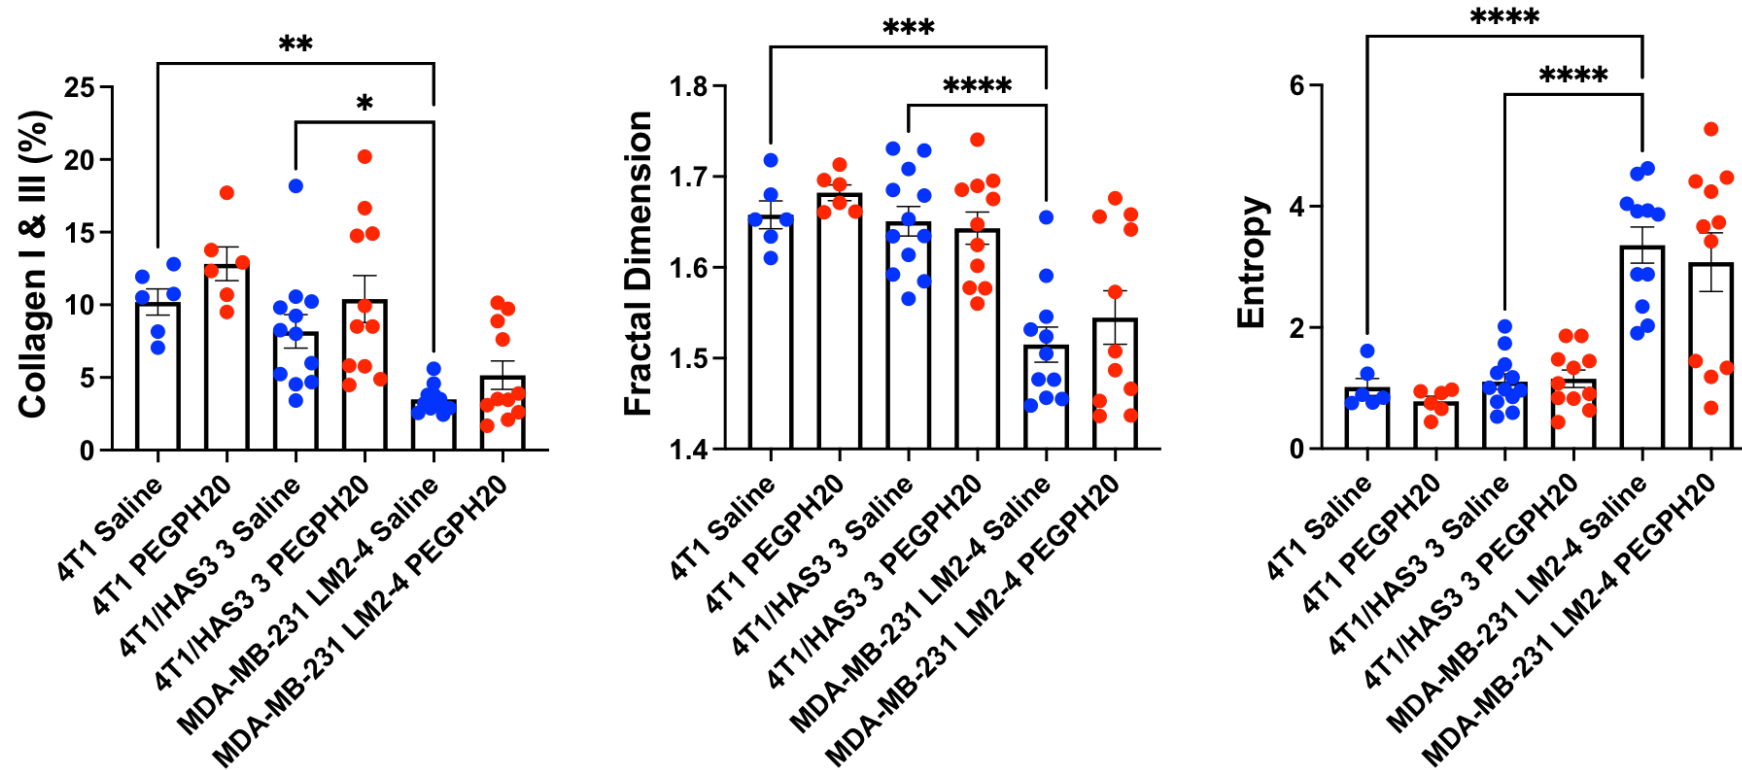 **
*
Collagen I & III (%)
25
20
15
10
5
0
4T1 Saline
4T1 PEGPH20
4T1/HAS3 3 Saline
4T1/HAS3 3 PEGPH20
MDA-MB-231 LM2-4 Saline
MDA-MB-231 LM2-4 PEGPH20
***
****
Fractal Dimension
1.8
1.7
1.6
1.5
1.4
4T1 Saline
4T1 PEGPH20
4T1/HAS3 3 Saline
4T1/HAS3 3 PEGPH20
MDA-MB-231 LM2-4 Saline
MDA-MB-231 LM2-4 PEGPH20
****
****
Entropy
6
4
2
0
4T1 Saline
4T1 PEGPH20
4T1/HAS3 3 Saline
4T1/HAS3 3 PEGPH20
MDA-MB-231 LM2-4 Saline
MDA-MB-231 LM2-4 PEGPH20